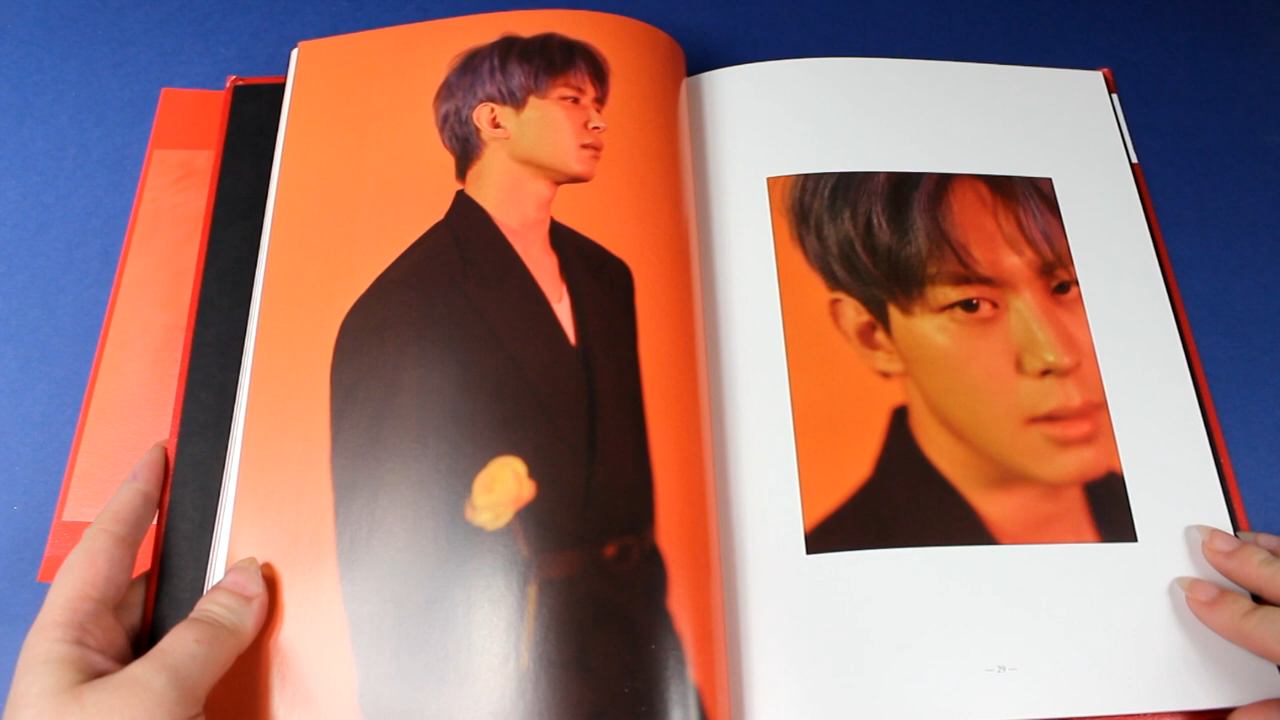 — 29 —